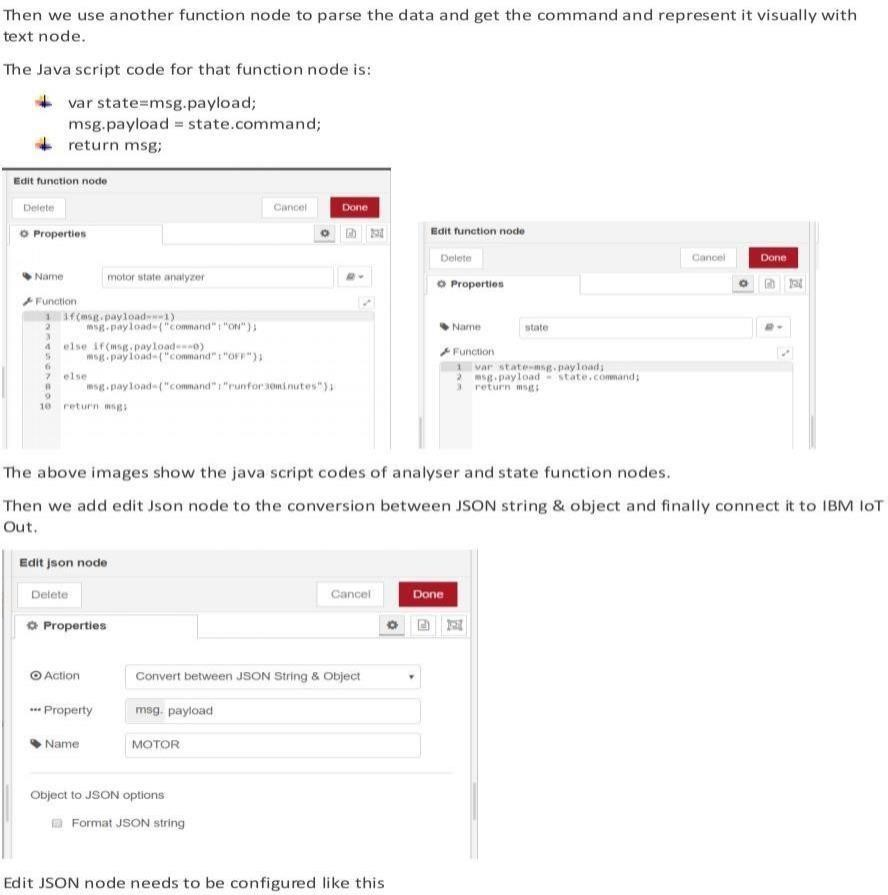 Then we use another function node to parse the data and get the command and represent it visually with
text node.
The Java script code for that function node is:
var state=msg.payload;
msg.payload = state.command;
return msg;
Edit function node
Delete
Cancel
Done
Properties
Name
motor state analyzer
Function
1 if(msg.payload===1)
2 msg.payload={"command":"ON"};
3
4 else if(msg.payload===0)
5 msg.payload={"command":"OFF"};
6
7 else
8 msg.payload={"command":"runfor30minutes"};
9
10 return msg;
Edit function node
Delete
Cancel
Done
Properties
Name
state
Function
1 var state=msg.payload;
2 msg.payload = state.command;
3 return msg;
The above images show the java script codes of analyser and state function nodes.
Then we add edit Json node to the conversion between JSON string & object and finally connect it to IBM IoT
Out.
Edit json node
Delete
Cancel
Done
Properties
Action
Convert between JSON String & Object
Property
msg. payload
Name
MOTOR
Object to JSON options
Format JSON string
Edit JSON node needs to be configured like this